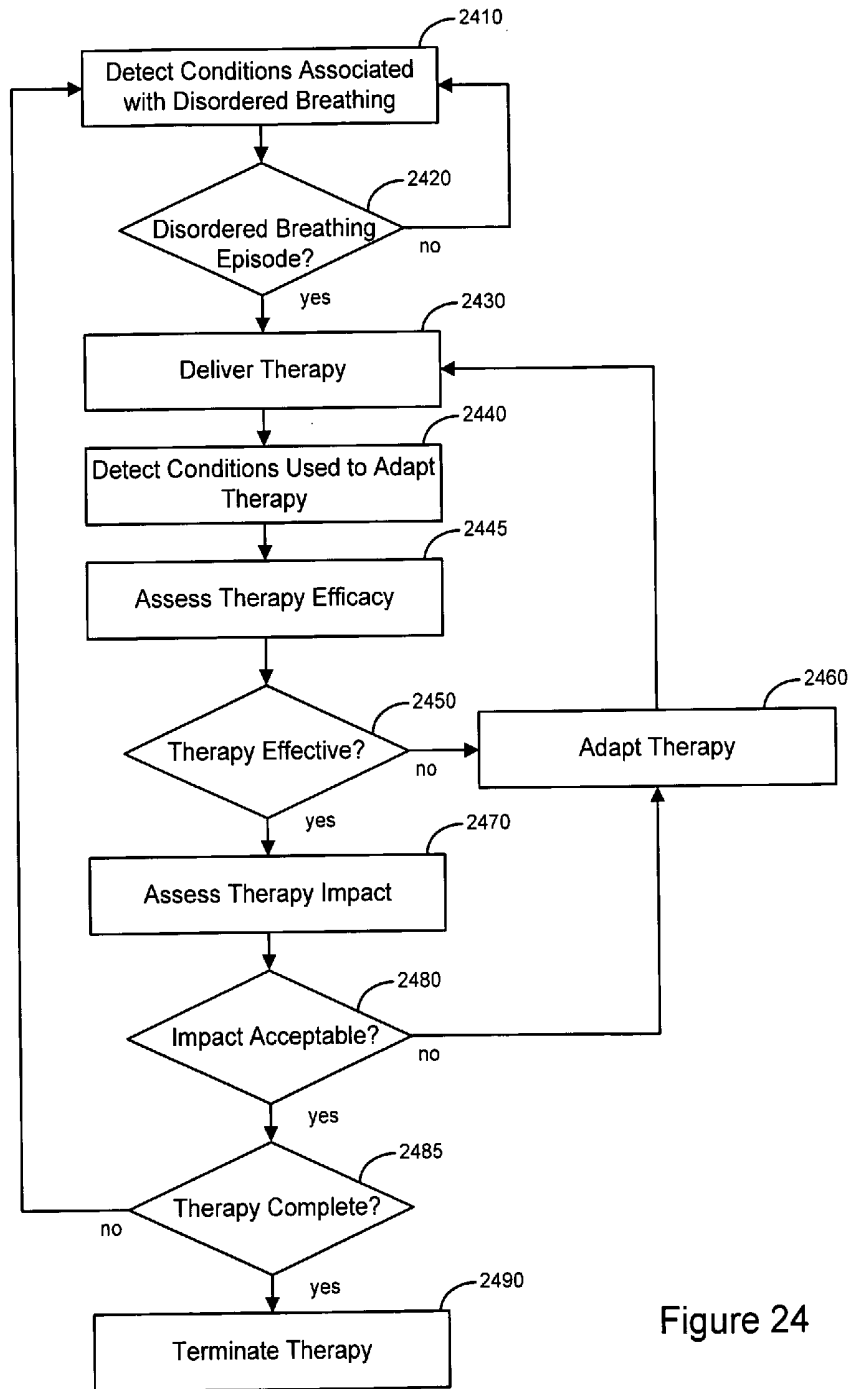 2410
Detect Conditions Associated
with Disordered Breathing
2420
Disordered Breathing
Episode?
no
yes
2430
Deliver Therapy
2440
Detect Conditions Used to Adapt
Therapy
2445
Assess Therapy Efficacy
2450
Therapy Effective?
no
2460
Adapt Therapy
yes
2470
Assess Therapy Impact
2480
Impact Acceptable?
no
yes
2485
Therapy Complete?
no
yes
2490
Terminate Therapy
Figure 24